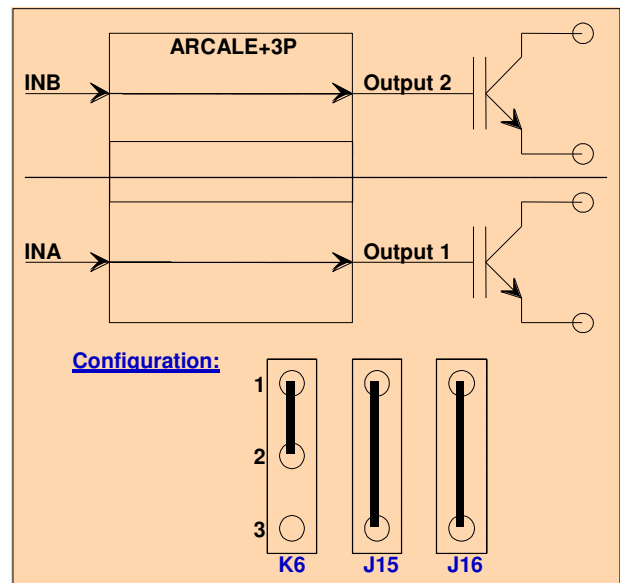 ARCALE+3P
INB Output 2
INA Output 1
Configuration:
1
2
3
K6 J15 J16